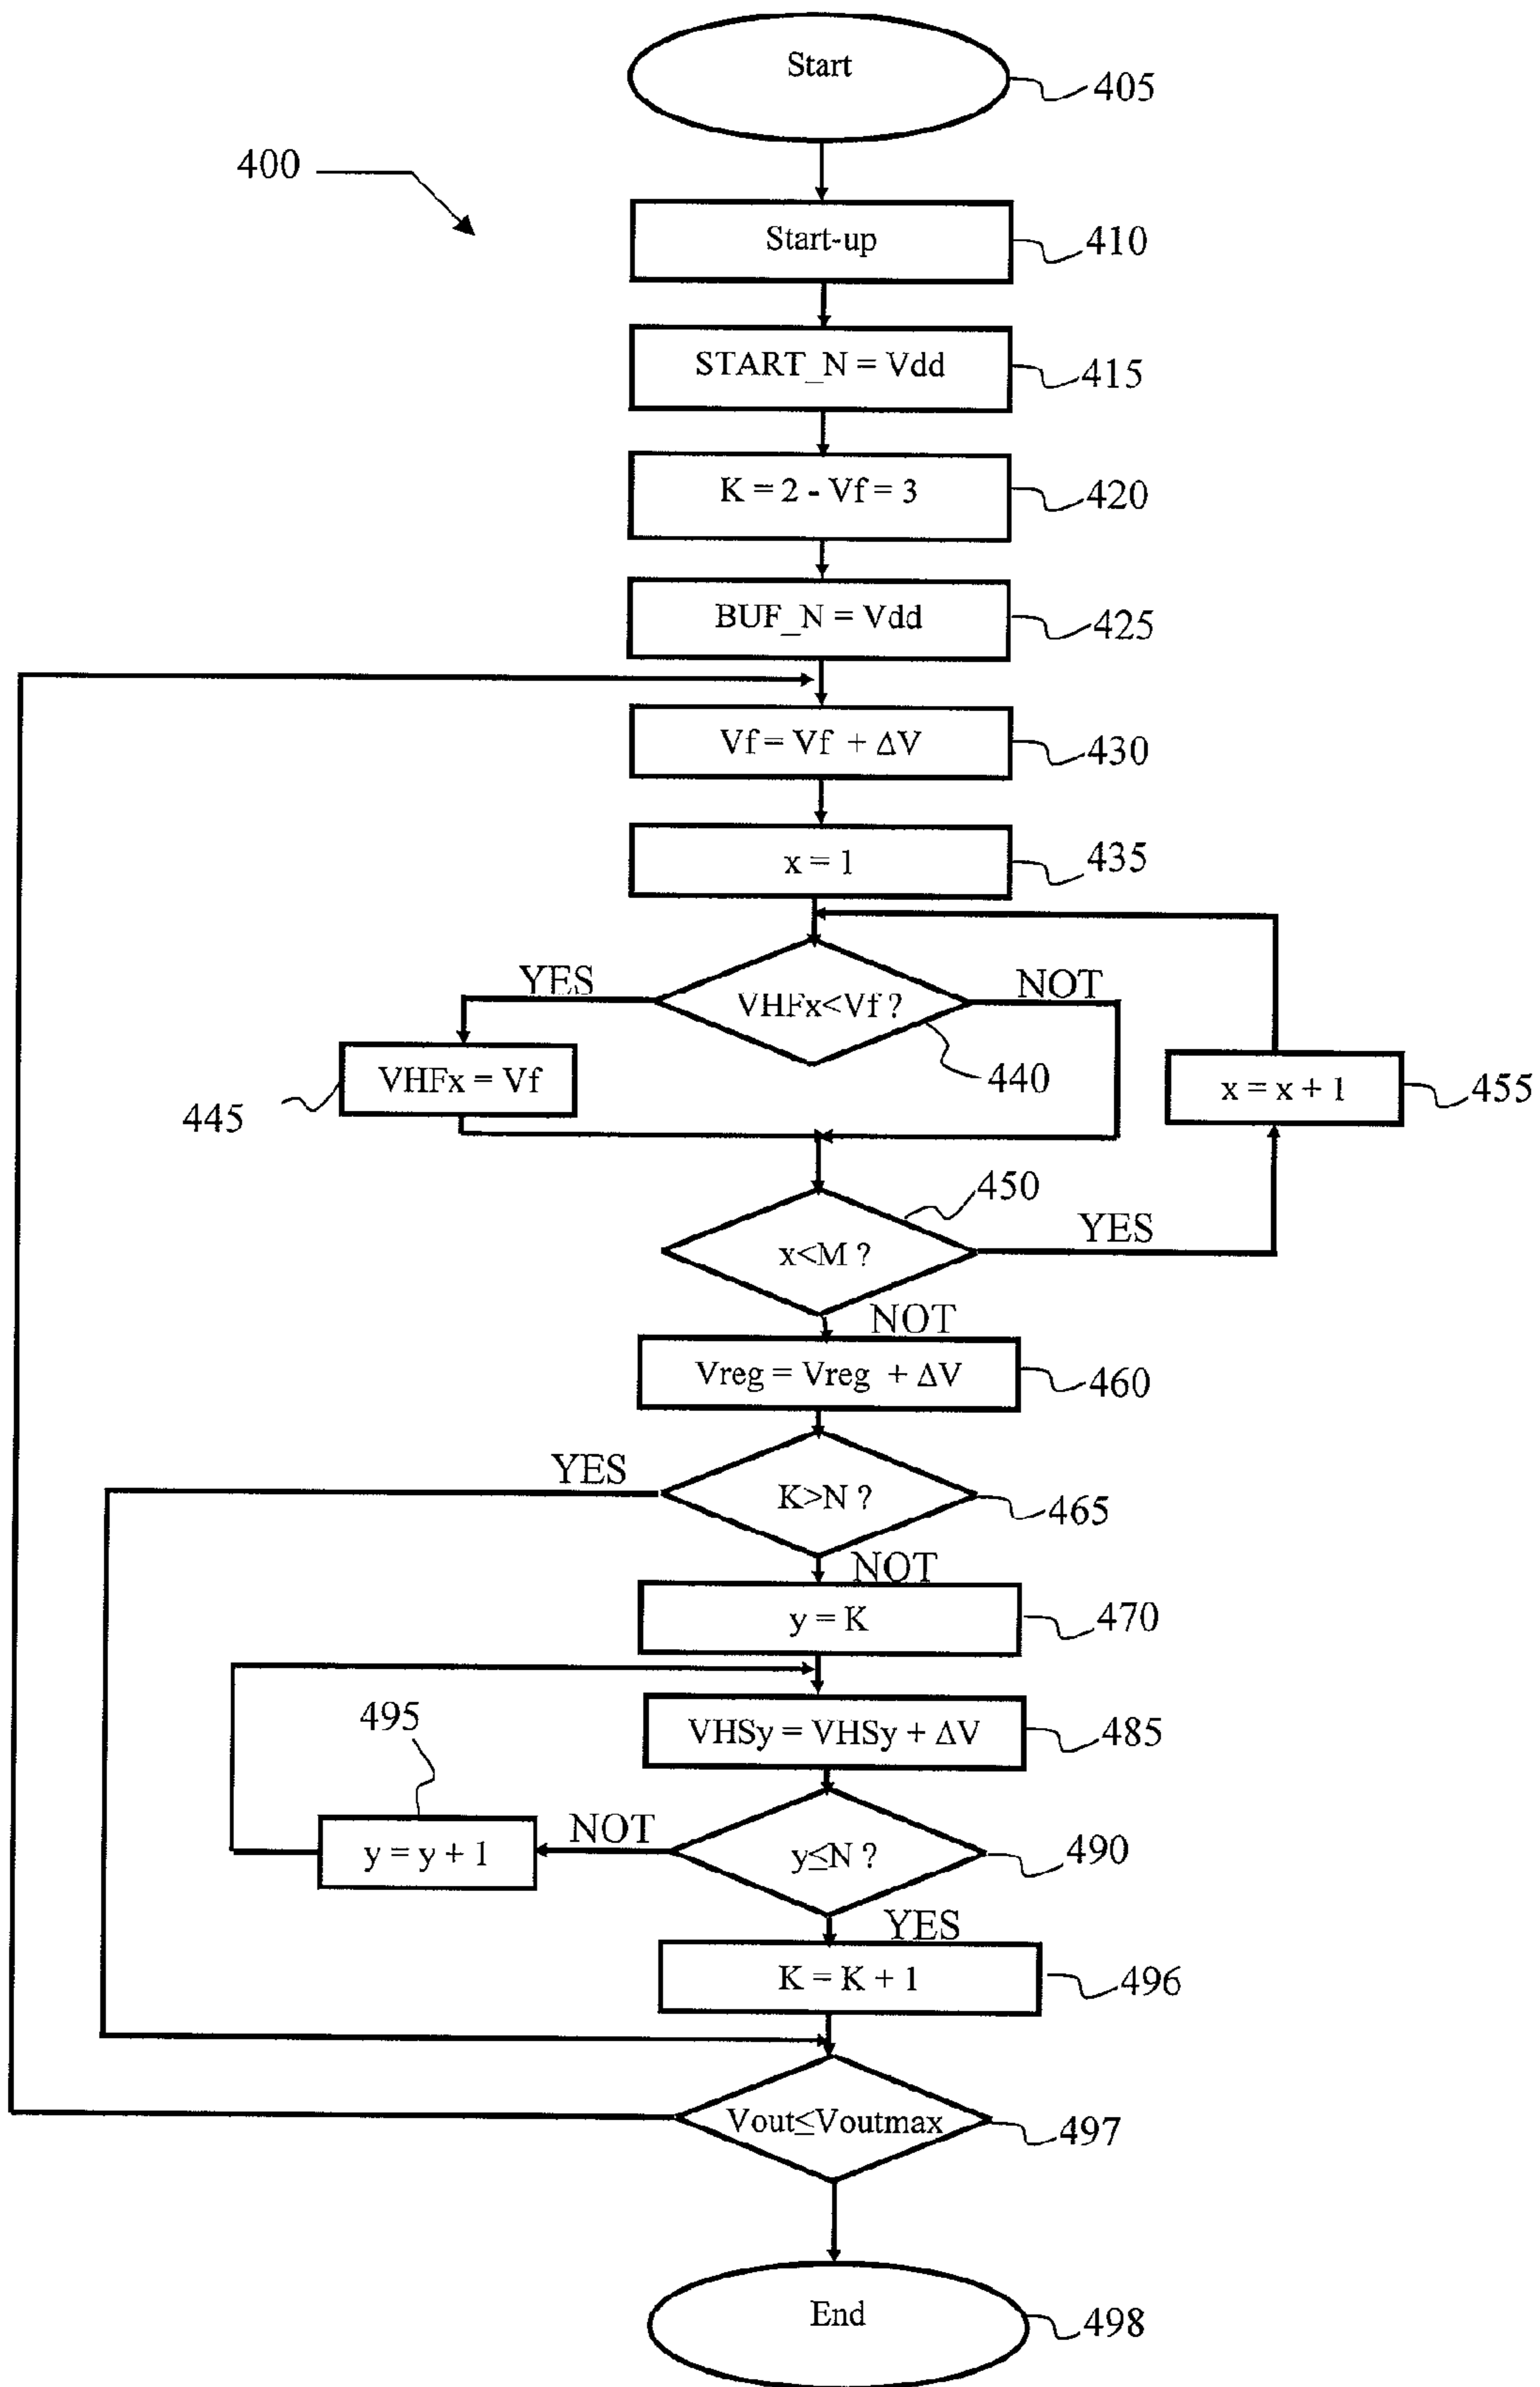 Start
405
400
Start-up
410
START_N = Vdd
415
K = 2 - Vf = 3
420
BUF_N = Vdd
425
Vf = Vf + ΔV
430
x = 1
435
YES
VHFx<Vf ?
NOT
440
VHFx = Vf
445
x = x + 1
455
450
x<M ?
YES
NOT
Vreg = Vreg + ΔV
460
YES
K>N ?
465
NOT
y = K
470
VHSy = VHSy + ΔV
485
495
y = y + 1
NOT
y≤N ?
490
YES
K = K + 1
496
Vout≤Voutmax
497
End
498